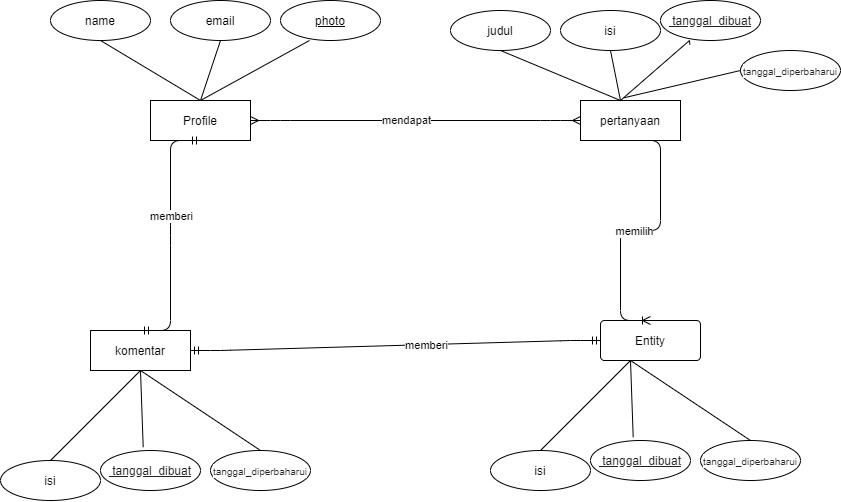 name
email
photo
judul
isi
tanggal_dibuat
tanggal_diperbaharui
Profile
mendapat
pertanyaan
memberi
memilih
komentar
memberi
Entity
isi
tanggal_dibuat
tanggal_diperbaharui
isi
tanggal_dibuat
tanggal_diperbaharui